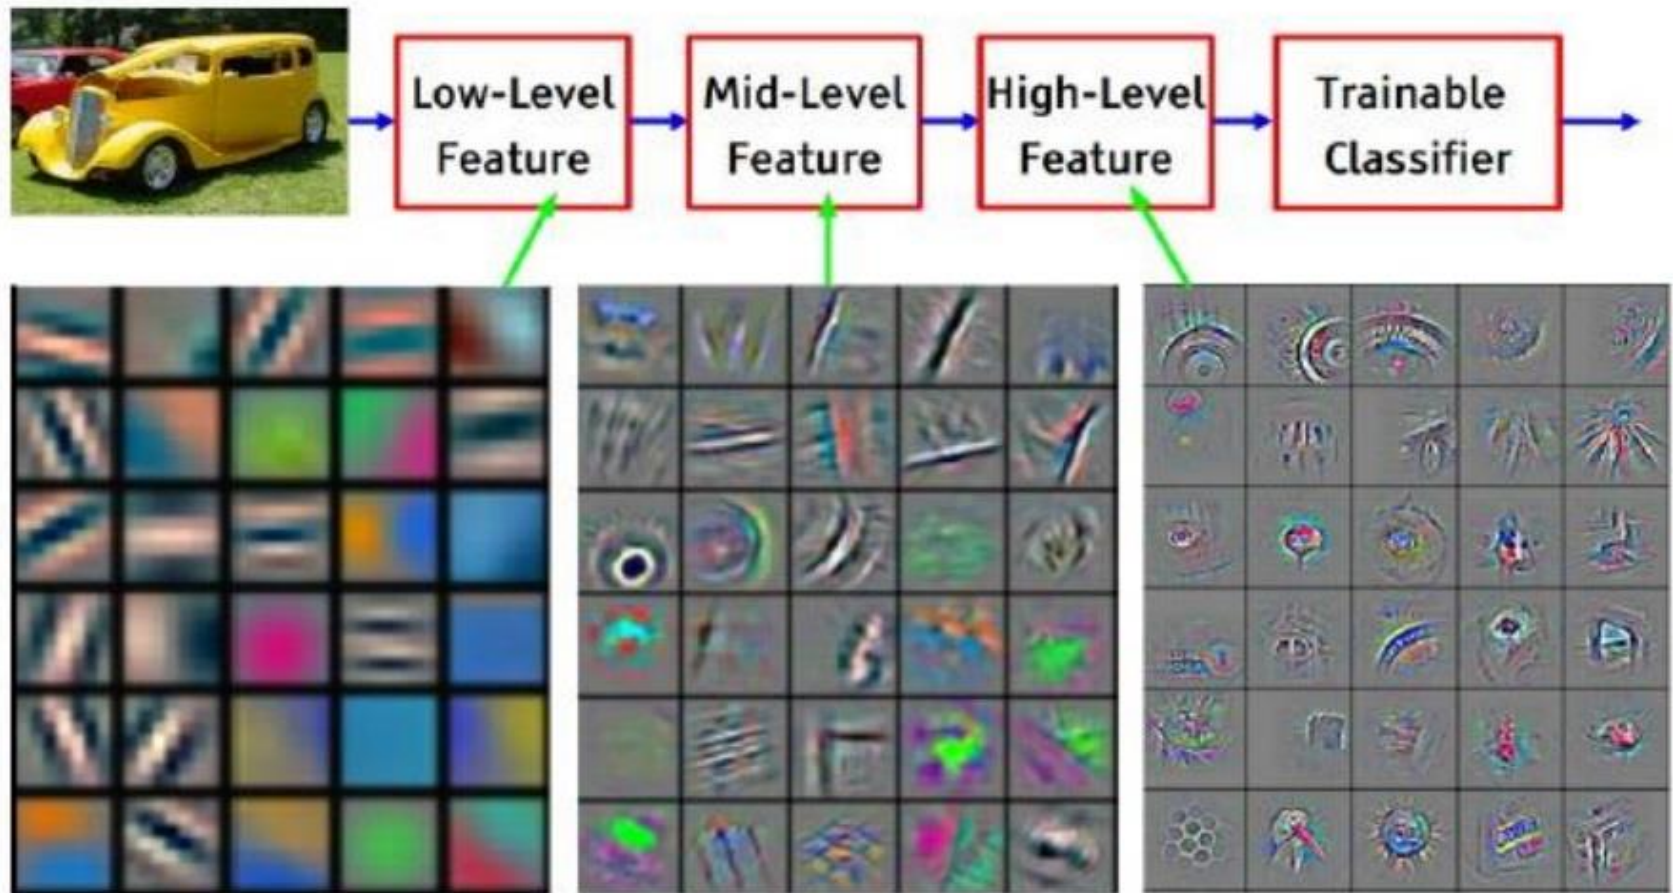 Low-Level
Feature
Mid-Level
Feature
High-Level
Feature
Trainable
Classifier